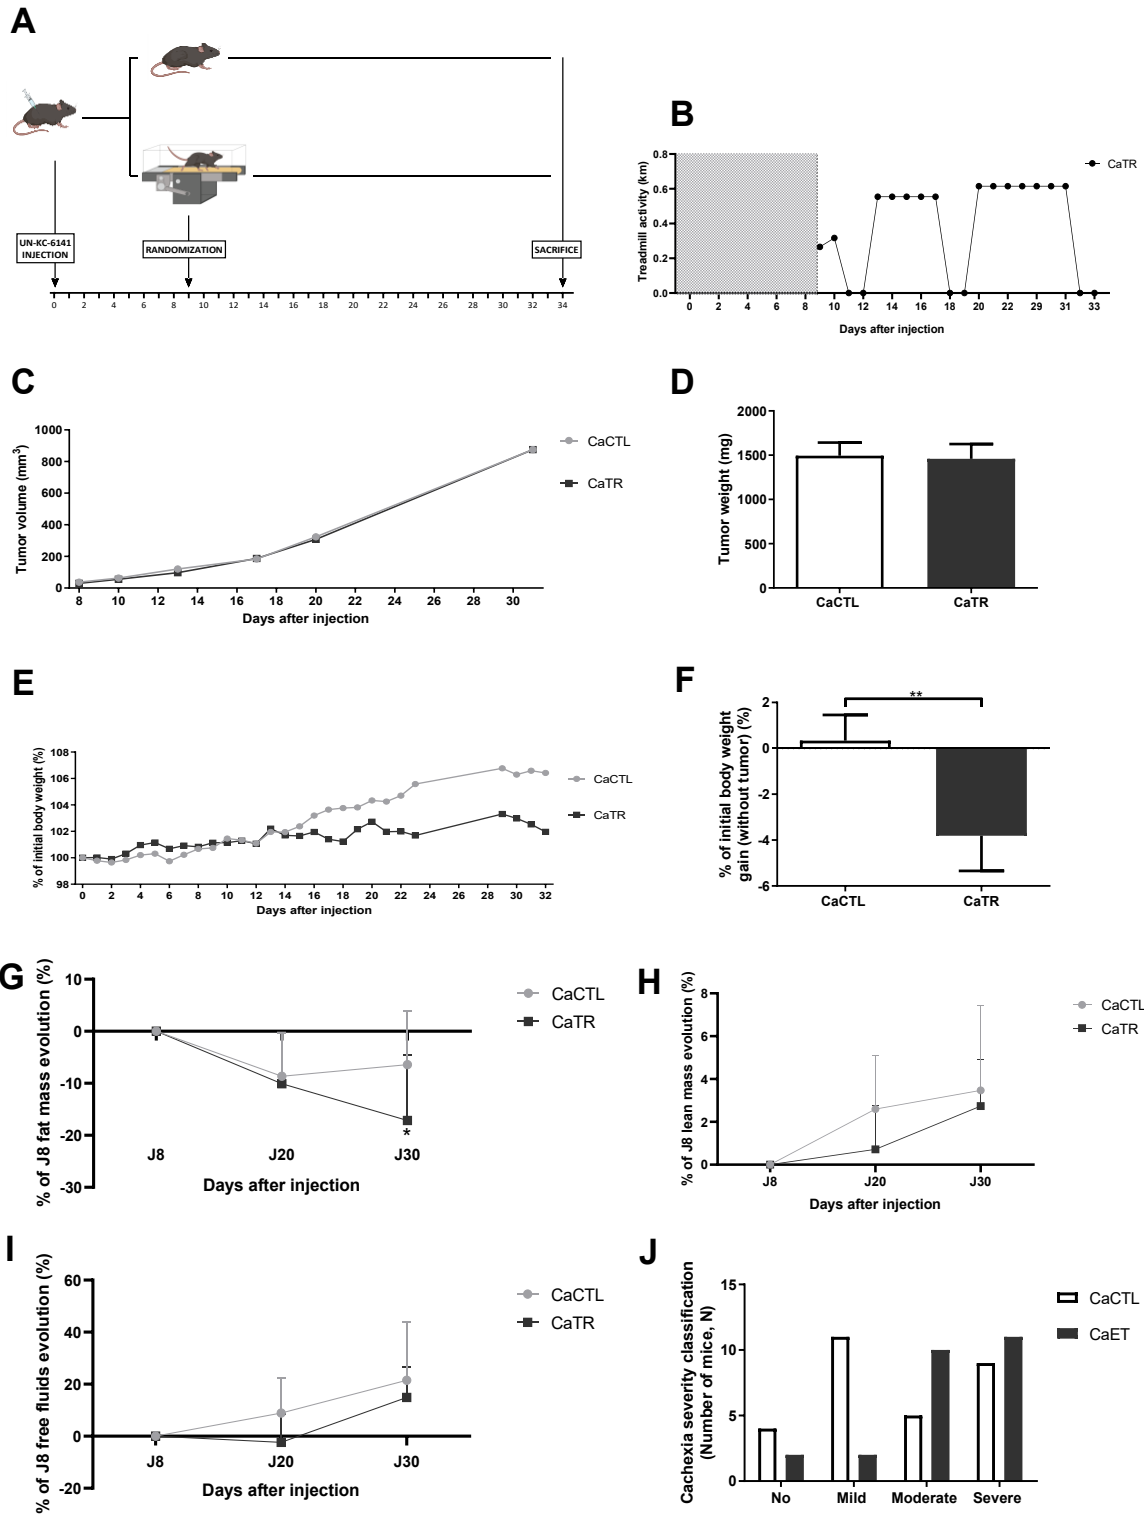 A
UN-KC-6141
INJECTION
RANDOMIZATION
SACRIFICE
0 2 4 6 8 10 12 14 16 18 20 22 24 26 28 30 32 34
B
Treadmill activity (km)
0.8
0.6
0.4
0.2
0.0
0 2 4 6 8 10 12 14 16 18 20 22 29 31 33
Days after injection
CaTR
C
Tumor volume (mm3)
1000
800
600
400
200
0
8 10 12 14 16 18 20 22 24 26 28 30
Days after injection
CaCTL
CaTR
D
Tumor weight (mg)
2000
1500
1000
500
0
CaCTL CaTR
E
% of initial body weight (%)
108
106
104
102
100
98
0 2 4 6 8 10 12 14 16 18 20 22 24 26 28 30 32
Days after injection
CaCTL
CaTR
F
% of initial body weight
gain (without tumor) (%)
2
0
-2
-4
-6
**
CaCTL CaTR
G
% of J8 fat mass evolution (%)
10
0
-10
-20
-30
*
J8 J20 J30
Days after injection
CaCTL
CaTR
H
% of J8 lean mass evolution (%)
8
6
4
2
0
J8 J20 J30
Days after injection
CaCTL
CaTR
I
% of J8 free fluids evolution (%)
60
40
20
0
-20
J8 J20 J30
Days after injection
CaCTL
CaTR
J
Cachexia severity classification
(Number of mice, N)
15
10
5
0
No Mild Moderate Severe
CaCTL
CaET